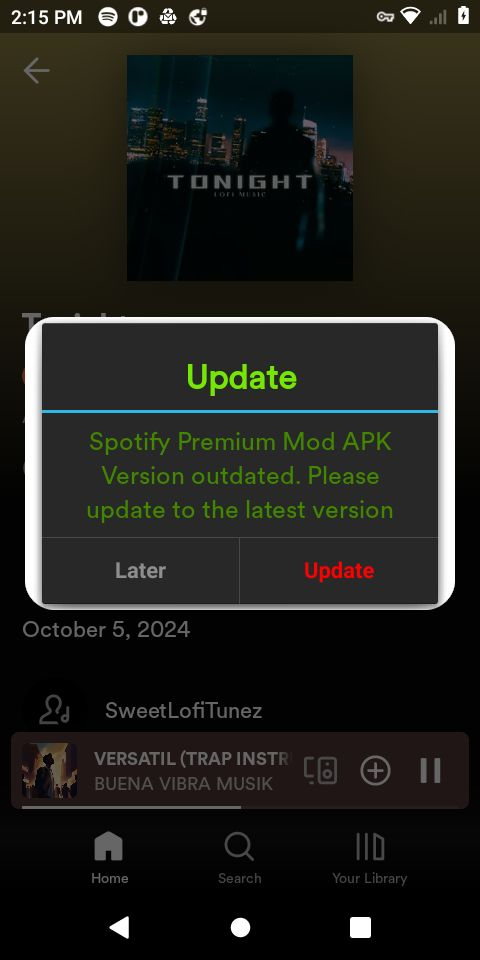 2:15 PM
TONIGHT
LOFI MUSIC
Update
Spotify Premium Mod APK
Version outdated. Please
update to the latest version
Later
Update
October 5, 2024
SweetLofiTunez
VERSATIL (TRAP INSTR
BUENA VIBRA MUSIK
Home
Search
Your Library